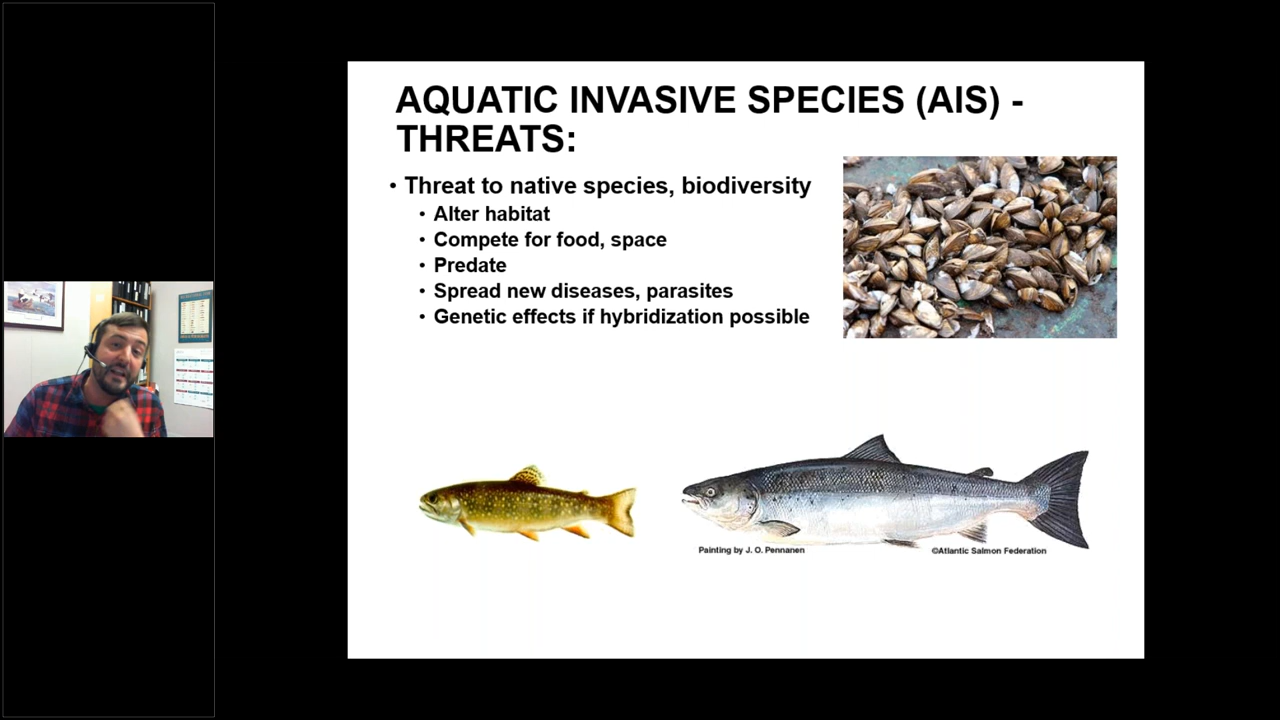 AQUATIC INVASIVE SPECIES (AIS) -
THREATS:
• Threat to native species, biodiversity
• Alter habitat
• Compete for food, space
• Predate
• Spread new diseases, parasites
• Genetic effects if hybridization possible
Painting by J. O. Pennanen
©Atlantic Salmon Federation